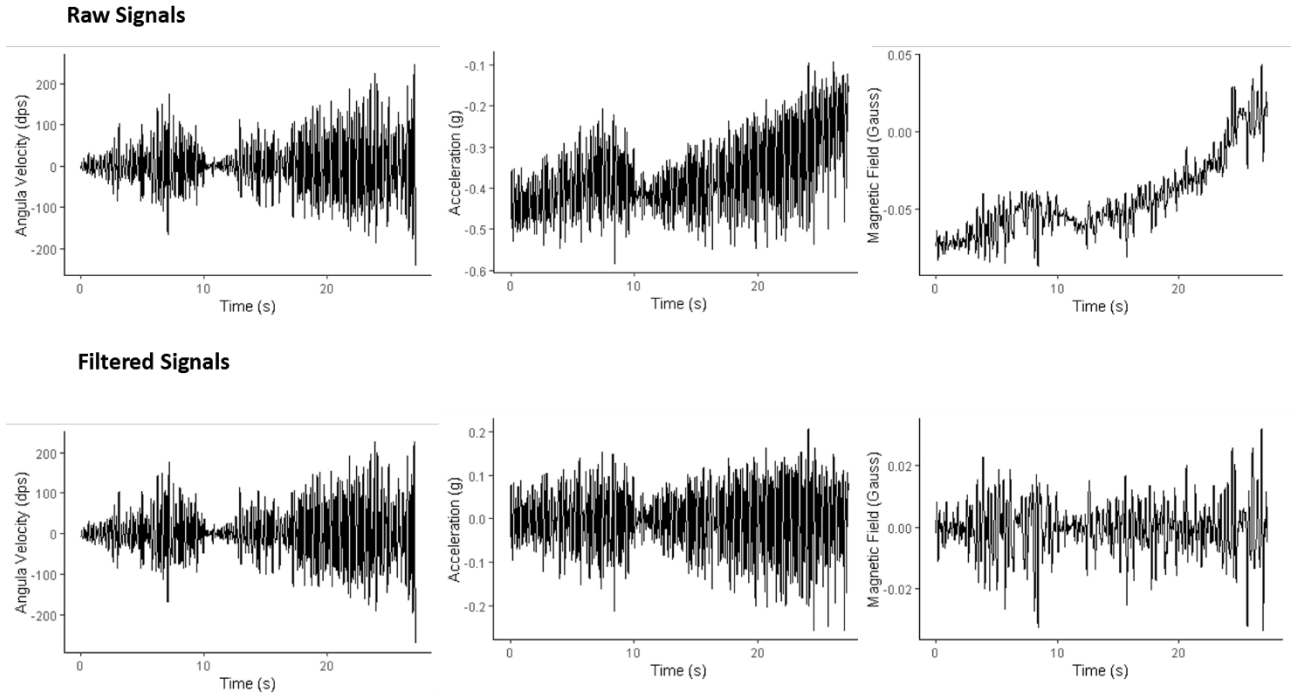 Raw Signals
Angula Velocity (dps)
200
100
0
-100
-200
0 10 20
Time (s)
Acceleration (g)
-0.1
-0.2
-0.3
-0.4
-0.5
-0.6
0 10 20
Time (s)
Magnetic Field (Gauss)
0.05
0.00
-0.05
0 10 20
Time (s)
Filtered Signals
Angula Velocity (dps)
200
100
0
-100
-200
0 10 20
Time (s)
Acceleration (g)
0.2
0.1
0.0
-0.1
-0.2
0 10 20
Time (s)
Magnetic Field (Gauss)
0.02
0.00
-0.02
0 10 20
Time (s)